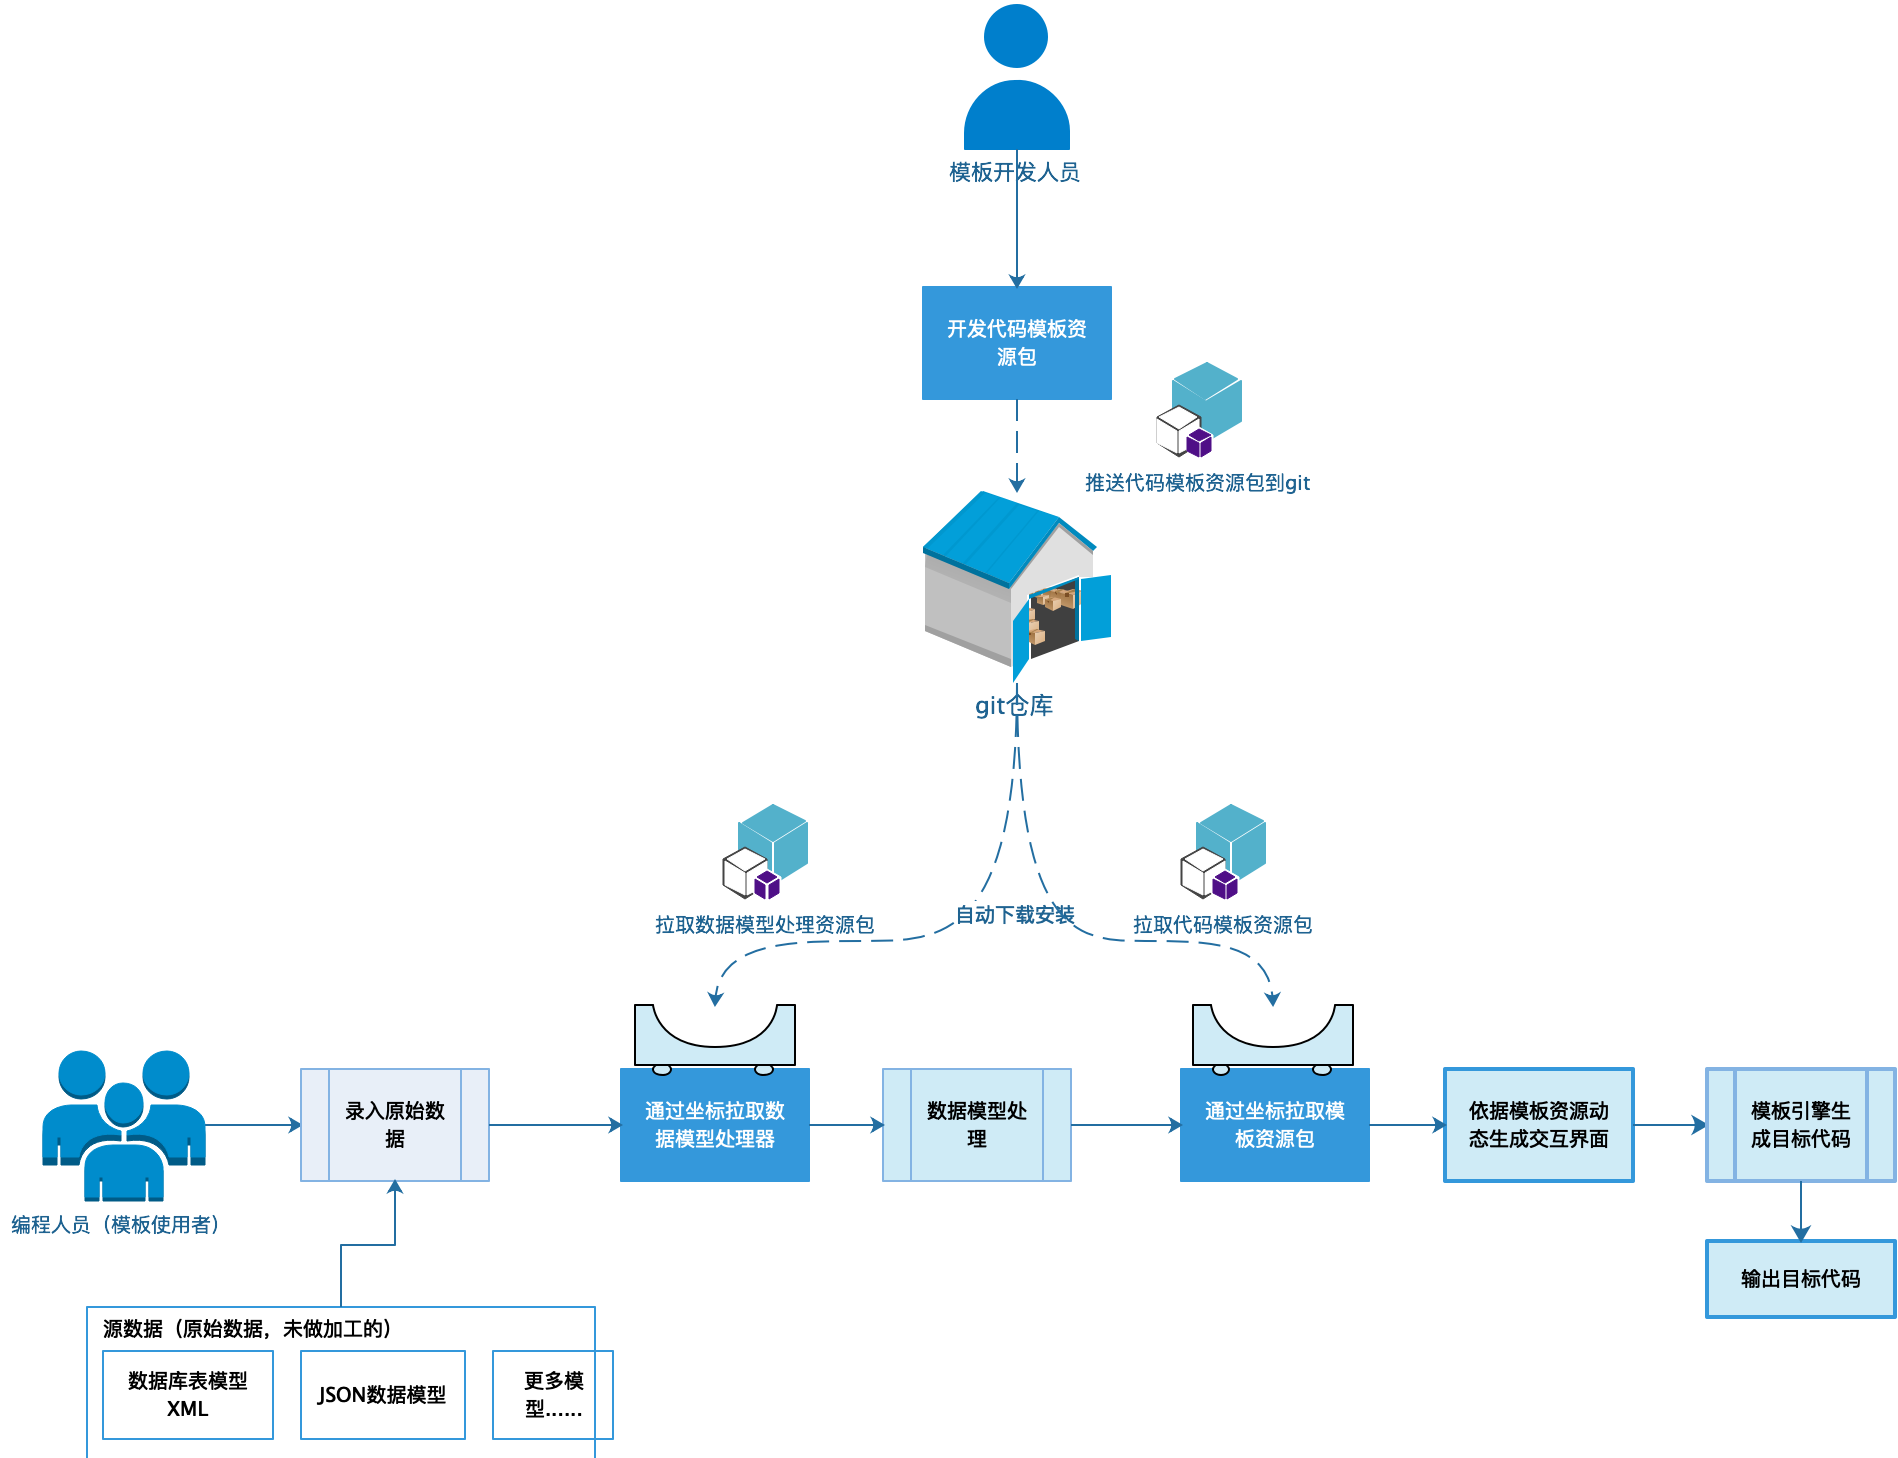 模板开发人员
开发代码模板资
源包
推送代码模板资源包到git
git仓库
拉取数据模型处理资源包
自动下载安装
拉取代码模板资源包
录入原始数
据
通过坐标拉取数
据模型处理器
数据模型处
理
通过坐标拉取模
板资源包
依据模板资源动
态生成交互界面
模板引擎生
成目标代码
编程人员（模板使用者）
输出目标代码
源数据（原始数据，未做加工的）
数据库表模型
XML
JSON数据模型
更多模
型......